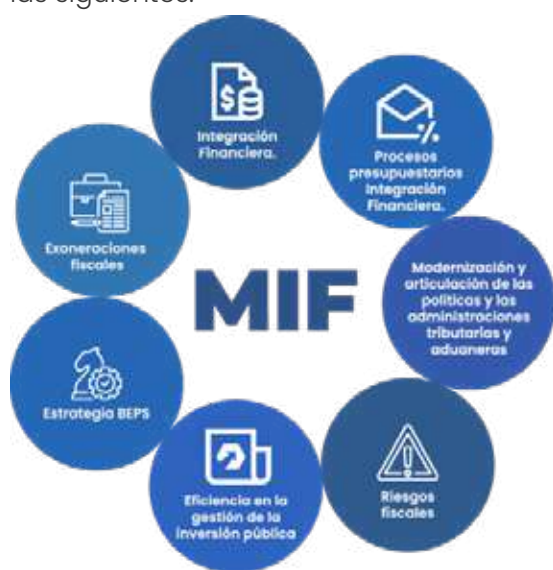 las siguientes:
Integración
Financiera.
Procesos
presupuestarios
Integración
Financiera.
Modernización y
articulación de las
políticas y las
administraciones
tributarias y
aduaneras
Riesgos
fiscales
Eficiencia en la
gestión de la
inversión pública
Estrategia BEPS
Exoneraciones
fiscales
MIF